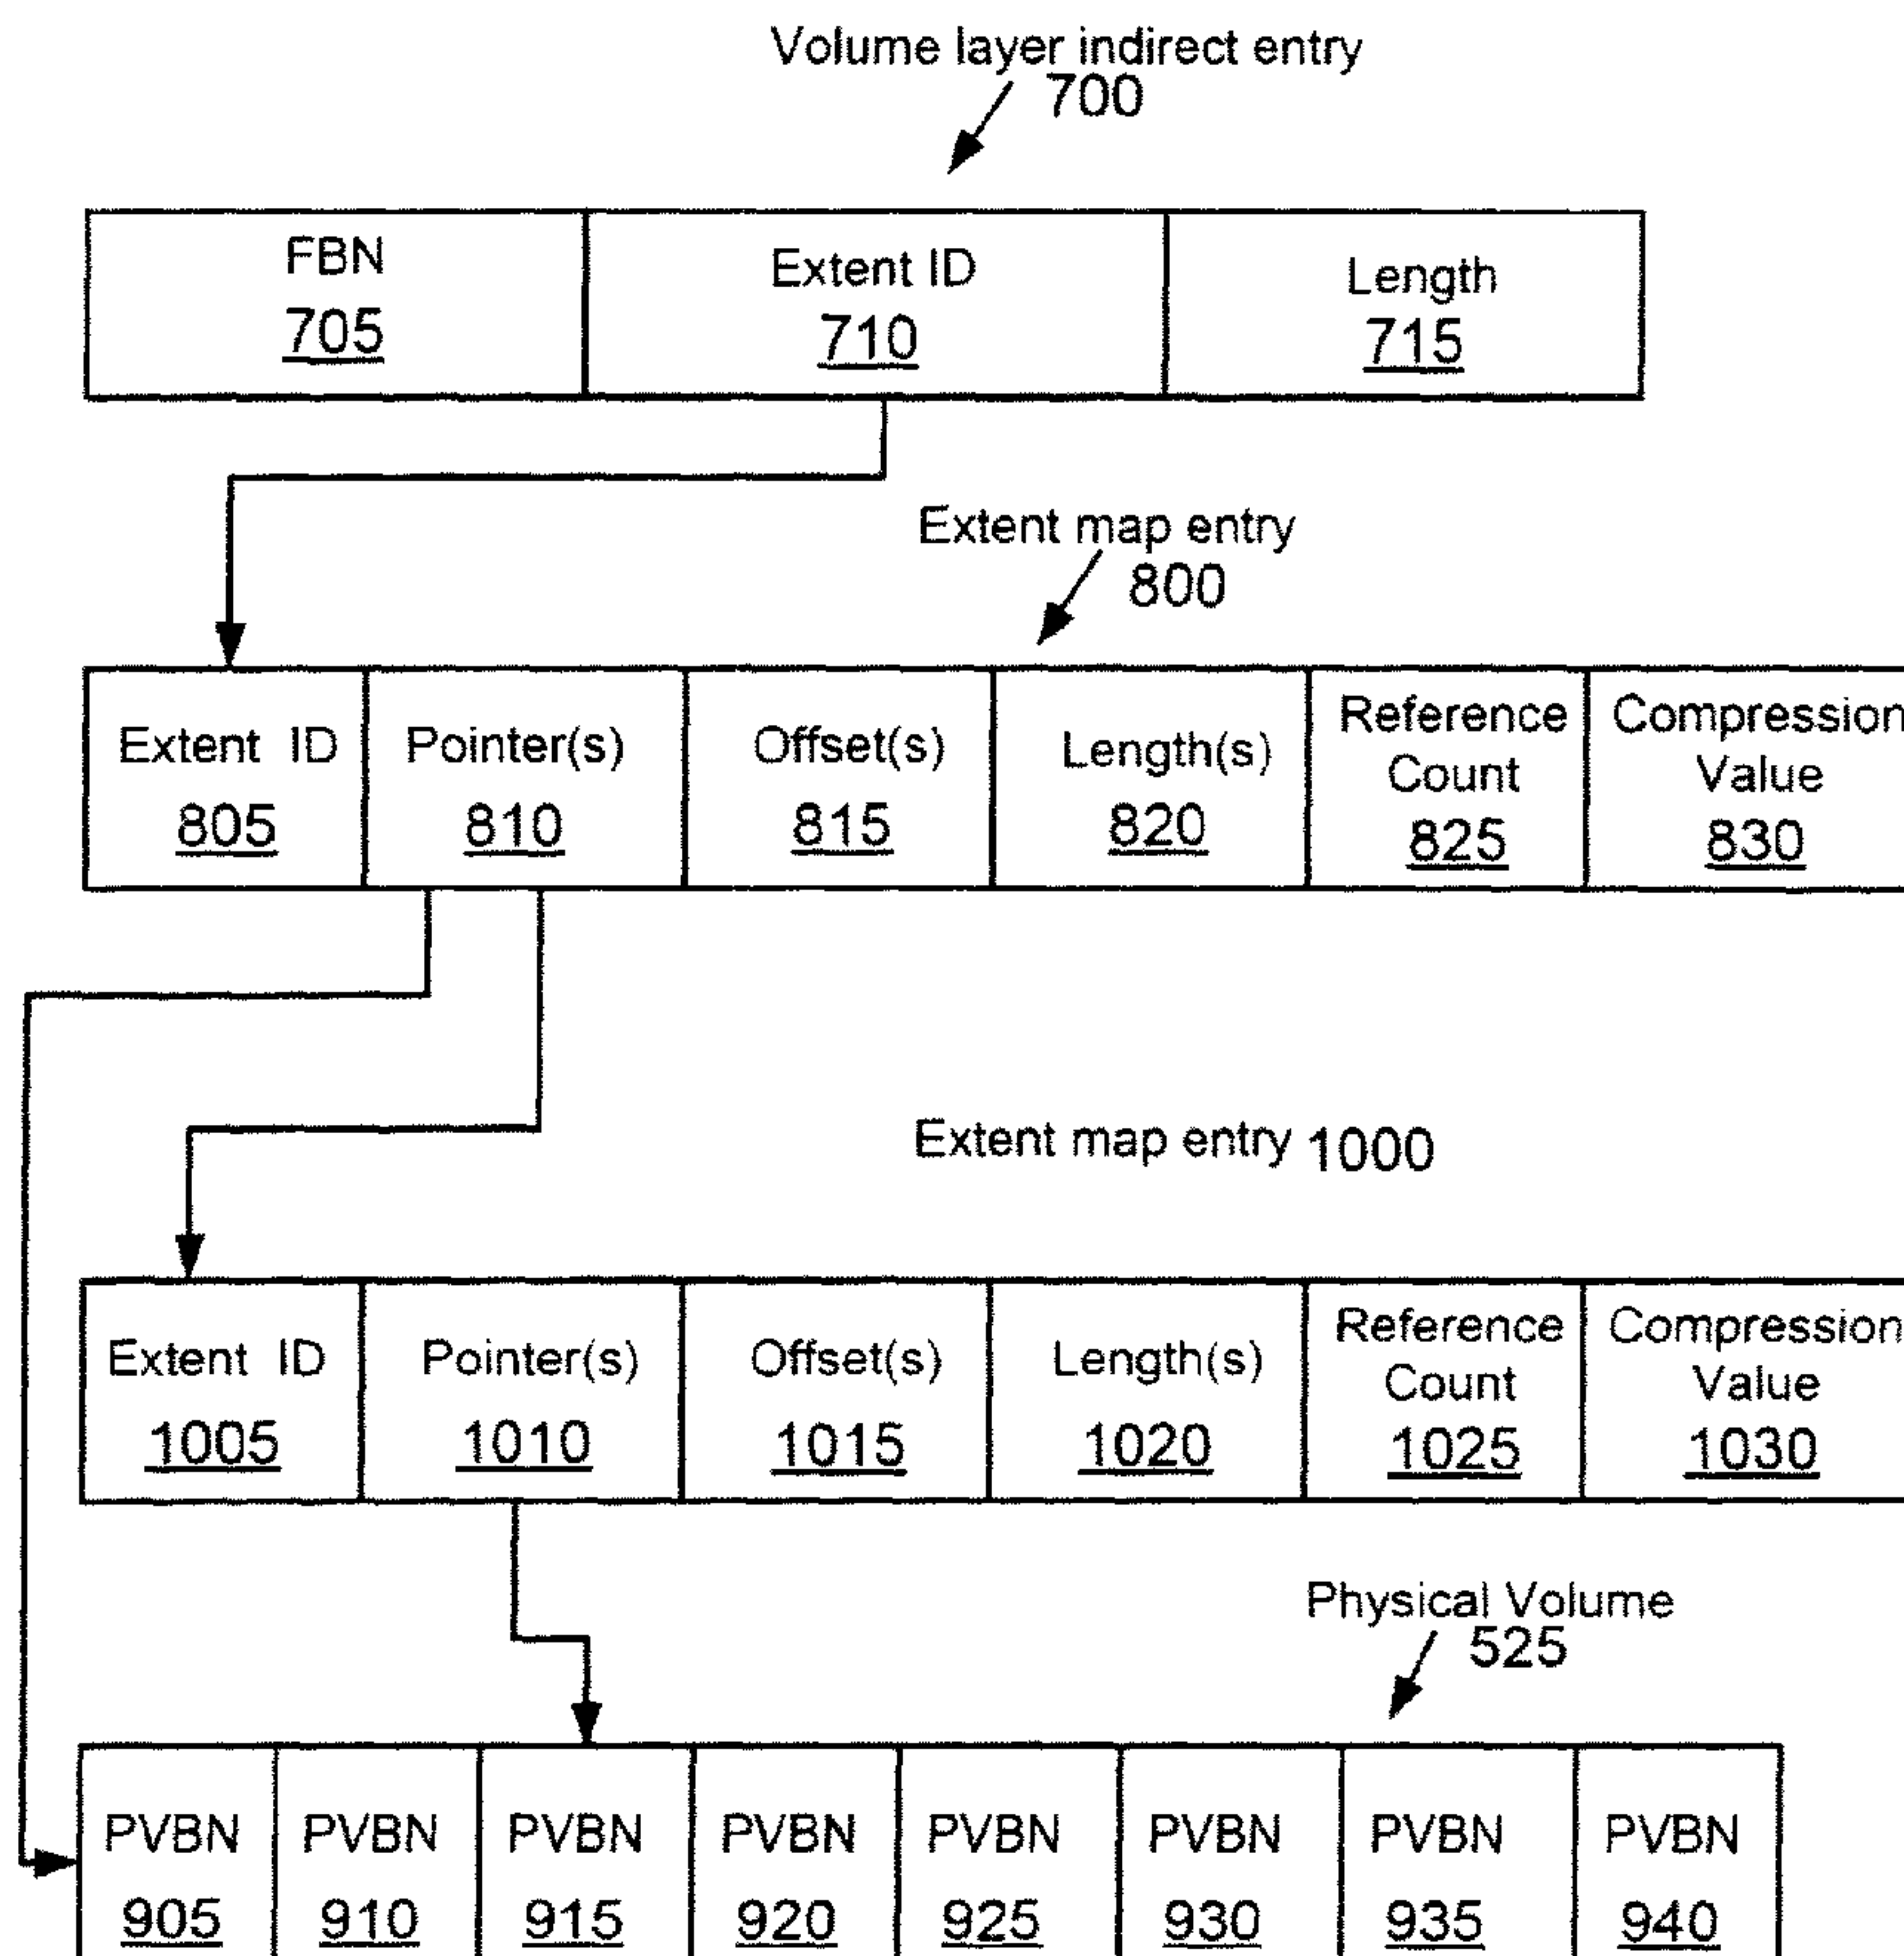 Volume layer indirect entry
700
FBN
705
Extent ID
710
Length
715
Extent map entry
800
Extent ID
805
Pointer(s)
810
Offset(s)
815
Length(s)
820
Reference
Count
825
Compression
Value
830
Extent map entry 1000
Extent ID
1005
Pointer(s)
1010
Offset(s)
1015
Length(s)
1020
Reference
Count
1025
Compression
Value
1030
Physical Volume
525
PVBN
905
PVBN
910
PVBN
915
PVBN
920
PVBN
925
PVBN
930
PVBN
935
PVBN
940